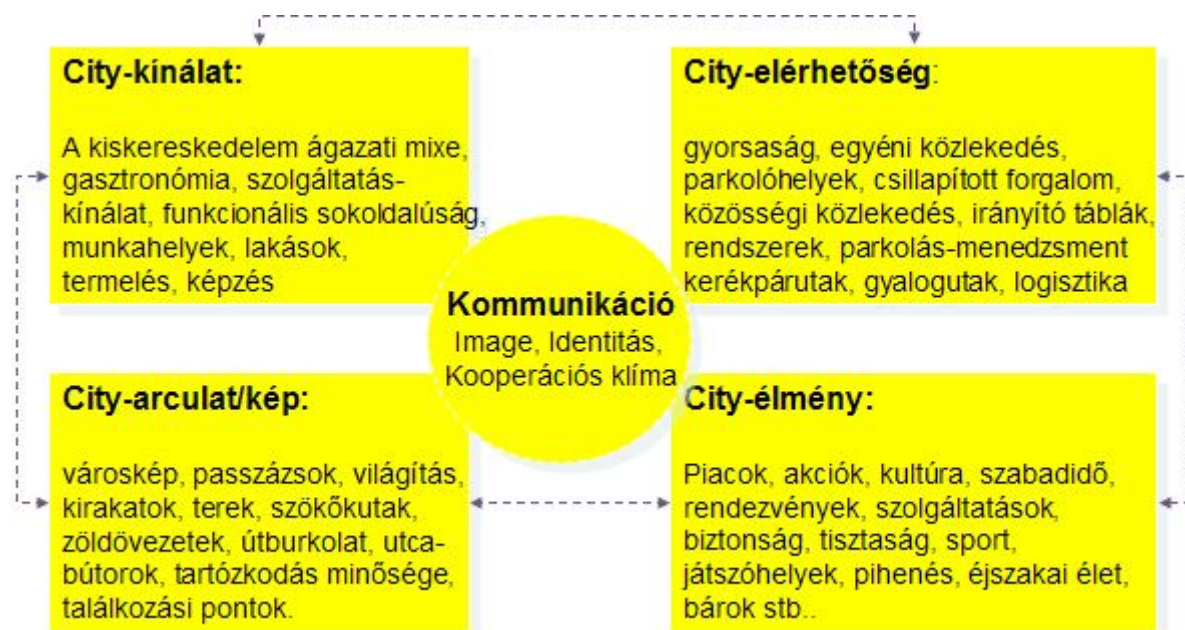 City-kínálat:
A kiskereskedelem ágazati mixe,
gasztronómia, szolgáltatás-
kínálat, funkcionális sokoldalúság,
munkahelyek, lakások,
termelés, képzés
City-elérhetőség:
gyorsaság, egyéni közlekedés,
parkolóhelyek, csillapított forgalom,
közösségi közlekedés, irányító táblák,
rendszerek, parkolás-menedzsment
kerékpárutak, gyalogutak, logisztika
Kommunikáció
Image, Identitás,
Kooperációs klíma
City-arculat/kép:
városkép, passzázsok, világítás,
kirakatok, terek, szökőkutak,
zöldövezetek, útburkolat, utca-
bútorok, tartózkodás minősége,
találkozási pontok.
City-élmény:
Piacok, akciók, kultúra, szabadidő,
rendezvények, szolgáltatások,
biztonság, tisztaság, sport,
játszóhelyek, pihenés, éjszakai élet,
bárok stb..